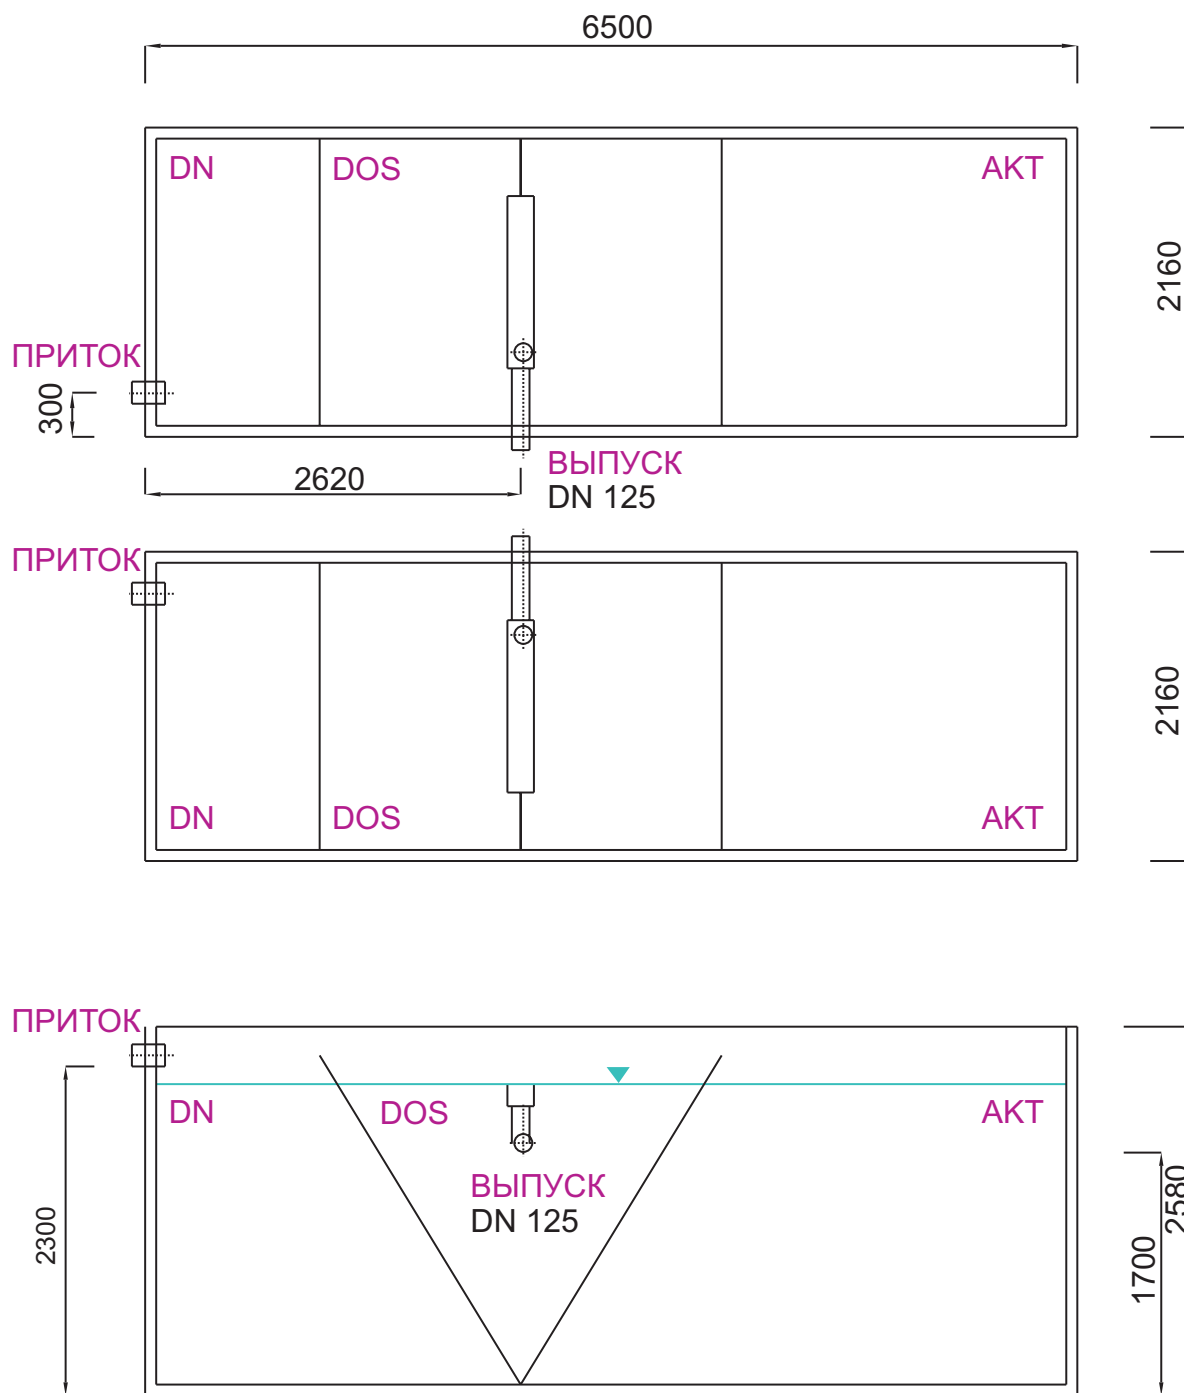 6500
DN
DOS
AKT
2160
ПРИТОК
300
2620
ВЫПУСК
DN 125
ПРИТОК
2160
DN
DOS
AKT
ПРИТОК
DN
DOS
AKT
ВЫПУСК
DN 125
2300
1700
2580